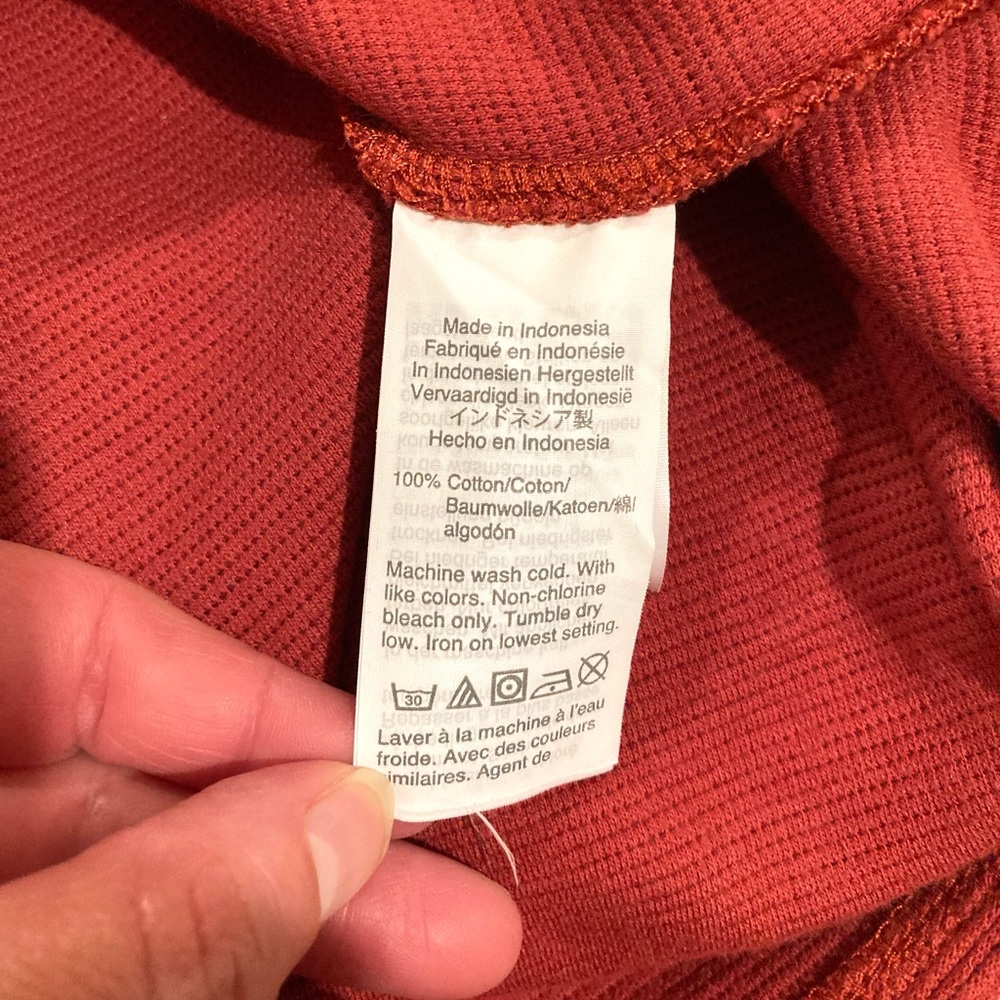 Made in Indonesia
Fabriqué en Indonésie
In Indonesien Hergestellt
Vervaardigd in Indonesië
インドネシア製
Hecho en Indonesia
100% Cotton/Coton/
Baumwolle/Katoen/綿/
algodón
Machine wash cold. With
like colors. Non-chlorine
bleach only. Tumble dry
low. Iron on lowest setting.
30
Laver à la machine à l'eau
froide. Avec des couleurs
similaires. Agent de